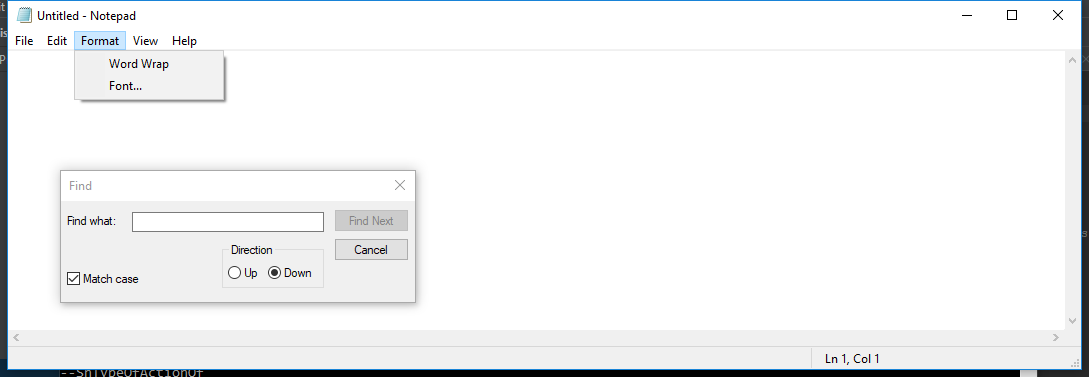 Untitled - Notepad
File Edit Format View Help
Word Wrap
Font...
Find
Find what:
Find Next
Cancel
Direction
Up Down
Match case
Ln 1, Col 1